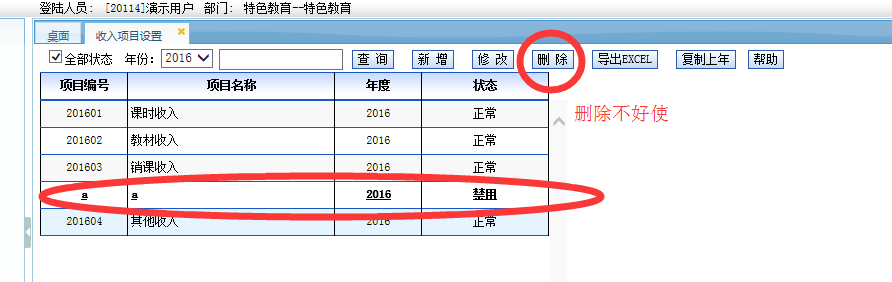 登陆人员: [20114]演示用户 部门: 特色教育--特色教育
桌面 收入项目设置
全部状态 年份: 2016 查 询 新 增 修 改 删 除 导出EXCEL 复制上年 帮助
项目编号 项目名称 年度 状态
201601 课时收入 2016 正常
201602 教材收入 2016 正常
201603 销课收入 2016 正常
a a 2016 禁用
201604 其他收入 2016 正常
删除不好使